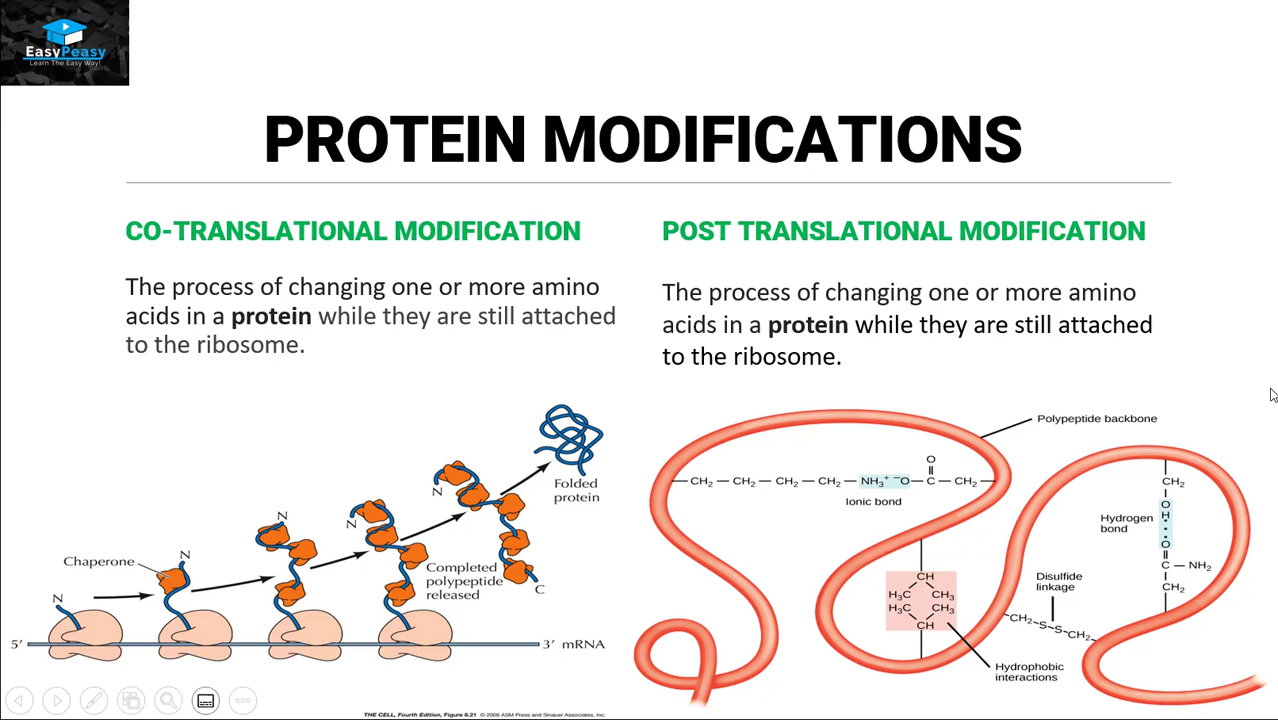 EasyPeasy
Learn The Easy Way!
PROTEIN MODIFICATIONS
CO-TRANSLATIONAL MODIFICATION
The process of changing one or more amino
acids in a protein while they are still attached
to the ribosome.
POST TRANSLATIONAL MODIFICATION
The process of changing one or more amino
acids in a protein while they are still attached
to the ribosome.
Chaperone
N
N
N
N
N
C
Folded
protein
Completed
polypeptide
released
5′
3′ mRNA
THE CELL, Fourth Edition, Figure 8.21 © 2006 ASM Press and Sinauer Associates, Inc.
Polypeptide backbone
CH₂ — CH₂ — CH₂ — CH₂ — NH₃⁺ ⁻O — C — CH₂
O
Ionic bond
CH₂
O
H
Hydrogen
bond
O
C — NH₂
CH₂
CH
H₃C CH₃
H₃C CH₃
CH
Hydrophobic
interactions
Disulfide
linkage
CH₂—S—S—CH₂